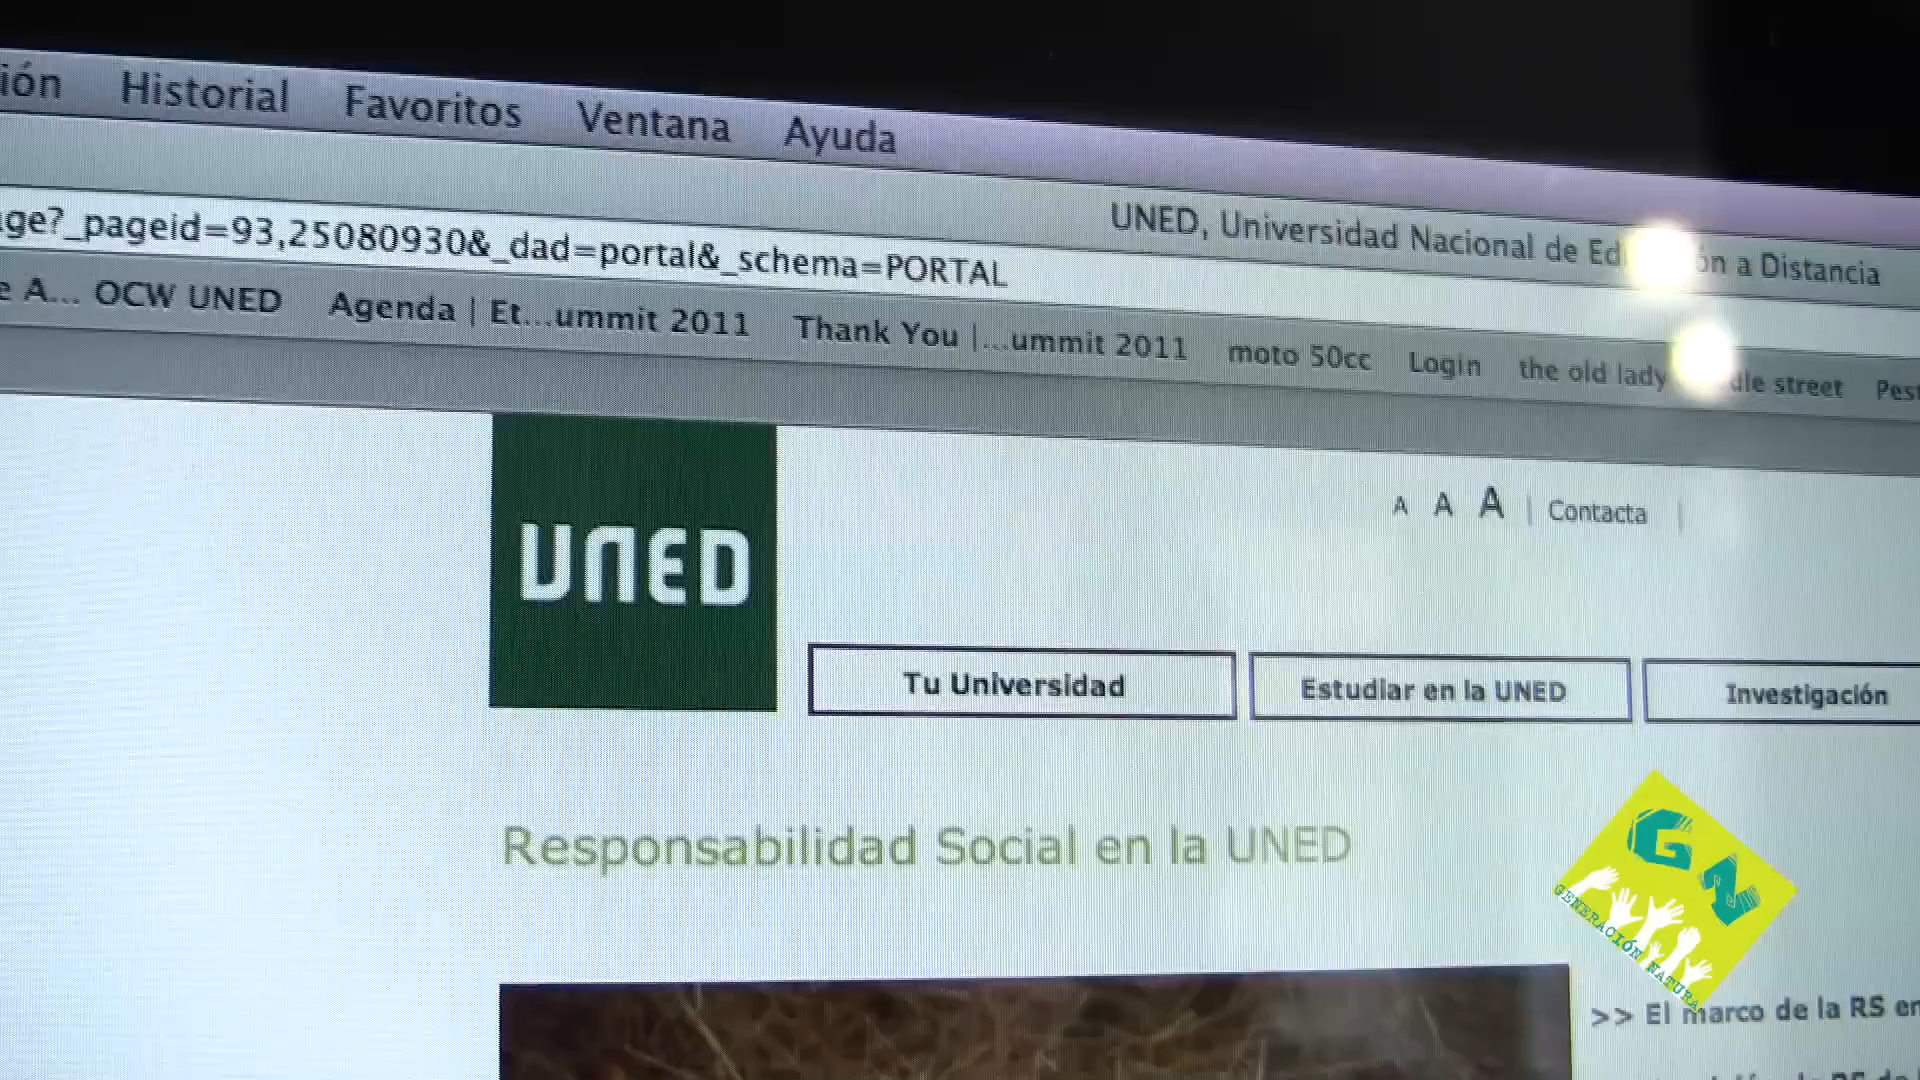 Historial Favoritos Ventana Ayuda
UNED, Universidad Nacional de a Distancia
ge?_pageid=93,25080930&_dad=portal&_schema=PORTAL
e A... OCW UNED Agenda | Et...ummit 2011 Thank You |...ummit 2011 moto 50cc Login the old lady street
A A A | Contacta |
UNED
Tu Universidad Estudiar en la UNED Investigación
Responsabilidad Social en la UNED
GN
GENERACIÓN NATURA
>> El marco de la RS en